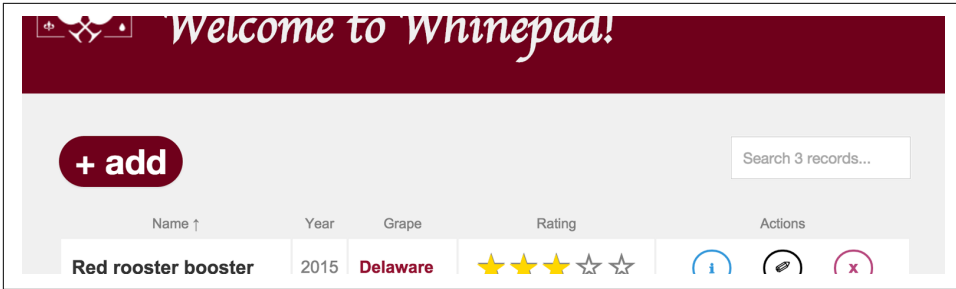 Welcome to Whinepad!
+ add
Search 3 records...
Name ↑ Year Grape Rating Actions
Red rooster booster 2015 Delaware i x